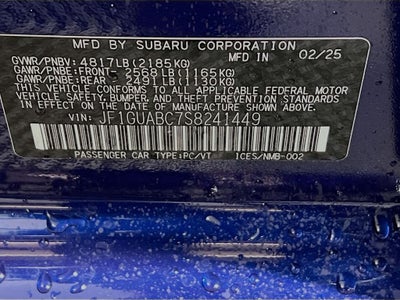 MFD BY SUBARU CORPORATION 02/25
GVWR/PNBV: 4817LB (2185KG)
GAWR/PNBE:FRONT- 2568LB (1165KG)
GAWR/PNBE:REAR - 2491LB (1130KG)
THIS VEHICLE CONFORMS TO ALL APPLICABLE FEDERAL MOTOR
VEHICLE SAFETY, BUMPER, AND THEFT PREVENTION STANDARDS
IN EFFECT ON THE DATE OF MANUFACTURE SHOWN ABOVE.
VIN: JF1GUABC7S8241449
PASSENGER CAR TYPE:PC/VT ICES/NMB-002